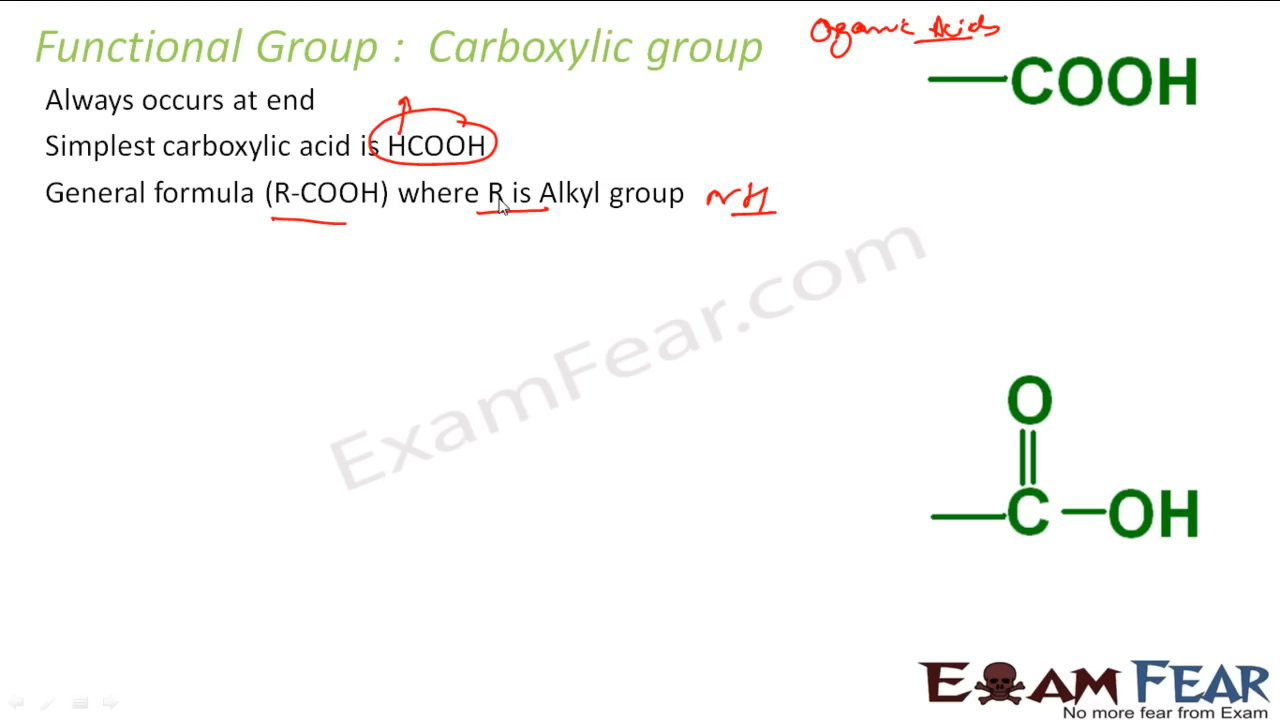 Functional Group : Carboxylic group
Organic Acids
—COOH
Always occurs at end
Simplest carboxylic acid is HCOOH
General formula (R-COOH) where R is Alkyl group
ExamFear.com
O
C—OH
EXAM FEAR
No more fear from Exam